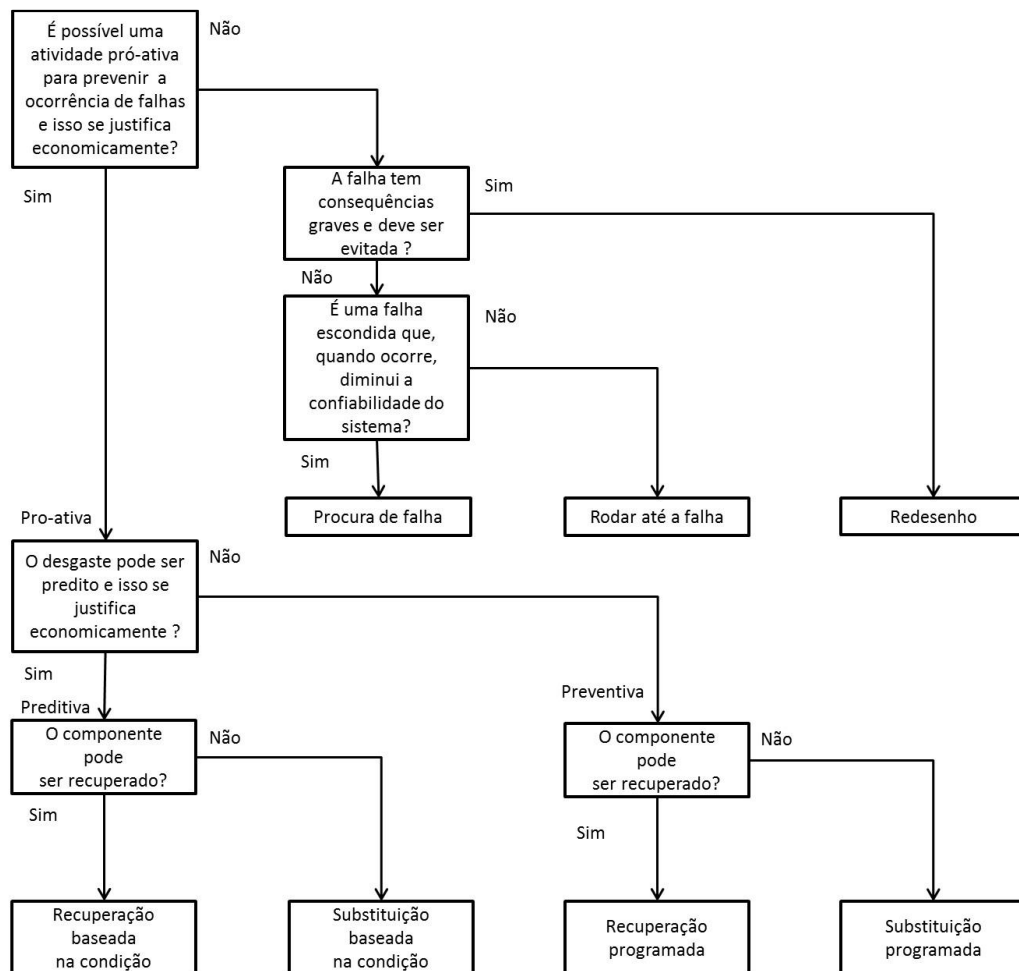 É possível uma
atividade pró-ativa
para prevenir a
ocorrência de falhas
e isso se justifica
economicamente?
Não
Sim
A falha tem
consequências
graves e deve ser
evitada ?
Sim
Não
É uma falha
escondida que,
quando ocorre,
diminui a
confiabilidade do
sistema?
Não
Sim
Procura de falha
Rodar até a falha
Redesenho
Pro-ativa
O desgaste pode ser
predito e isso se
justifica
economicamente ?
Não
Sim
Preditiva
Preventiva
O componente
pode
ser recuperado?
Não
Sim
O componente
pode
ser recuperado?
Não
Sim
Recuperação
baseada
na condição
Substituição
baseada
na condição
Recuperação
programada
Substituição
programada